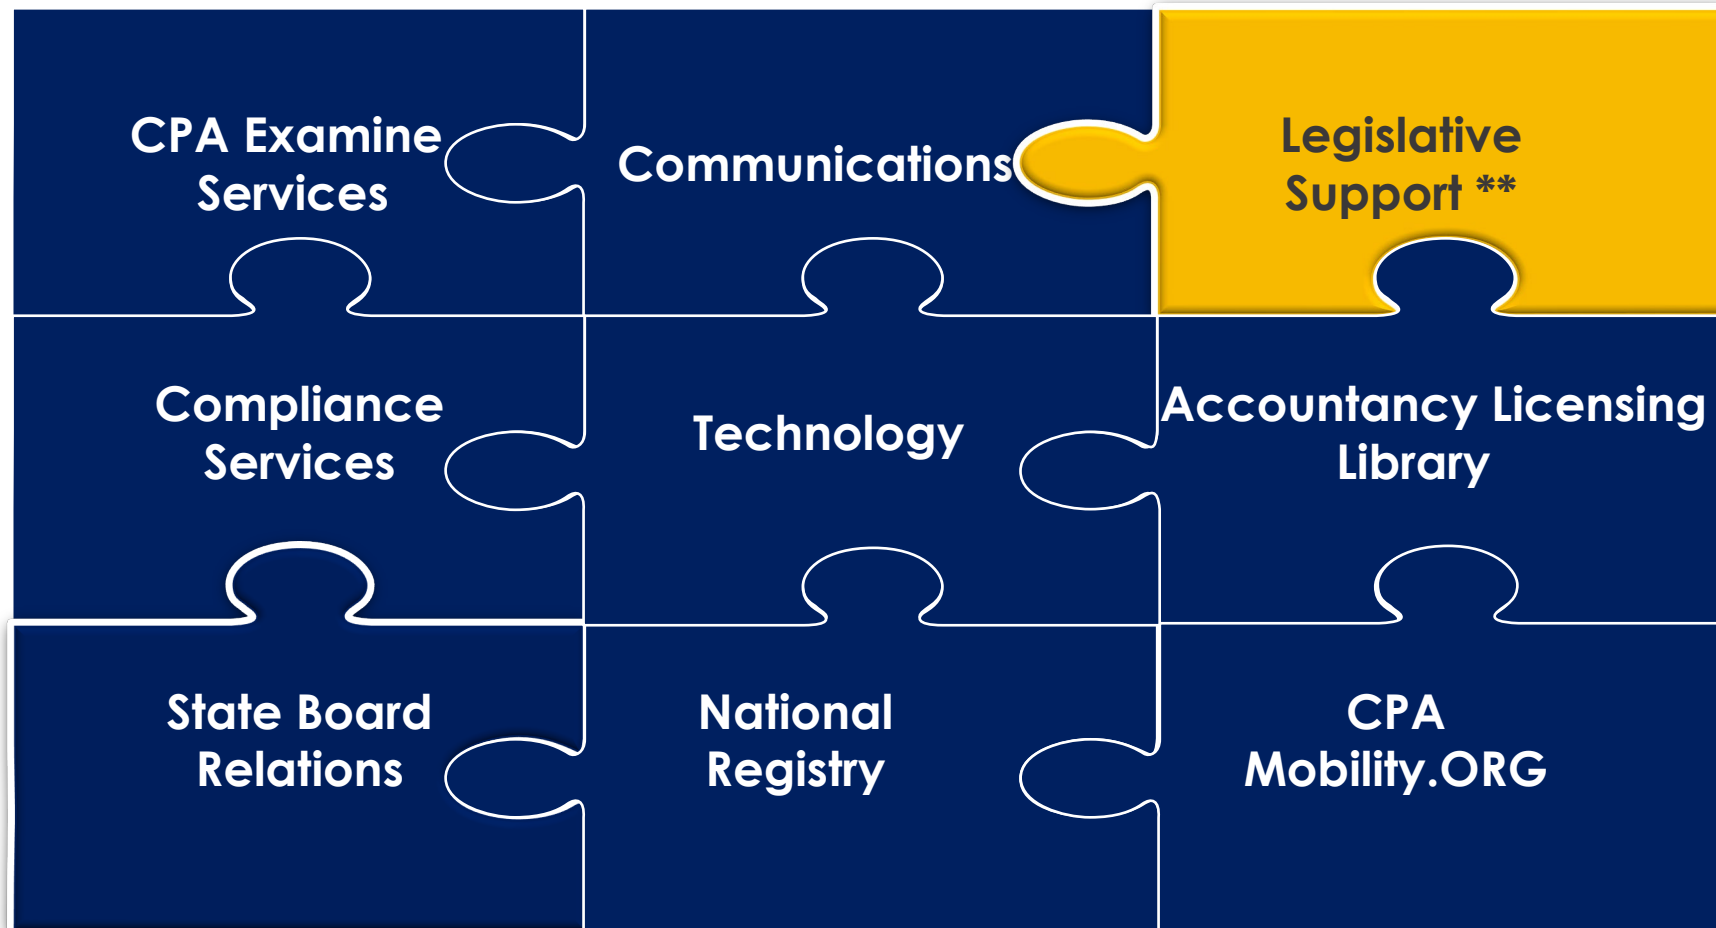 CPA Examine
Services
Communications
Legislative
Support **
Compliance
Services
Technology
Accountancy Licensing
Library
State Board
Relations
National
Registry
CPA
Mobility.ORG